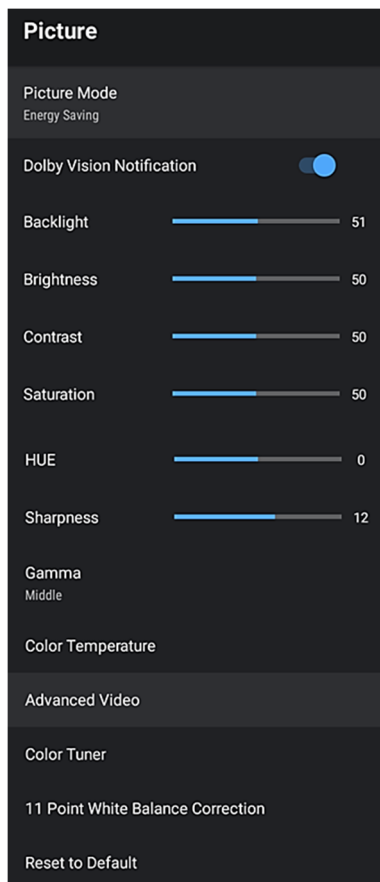 Picture
Picture Mode
Energy Saving
Dolby Vision Notification
Backlight 51
Brightness 50
Contrast 50
Saturation 50
HUE 0
Sharpness 12
Gamma
Middle
Color Temperature
Advanced Video
Color Tuner
11 Point White Balance Correction
Reset to Default